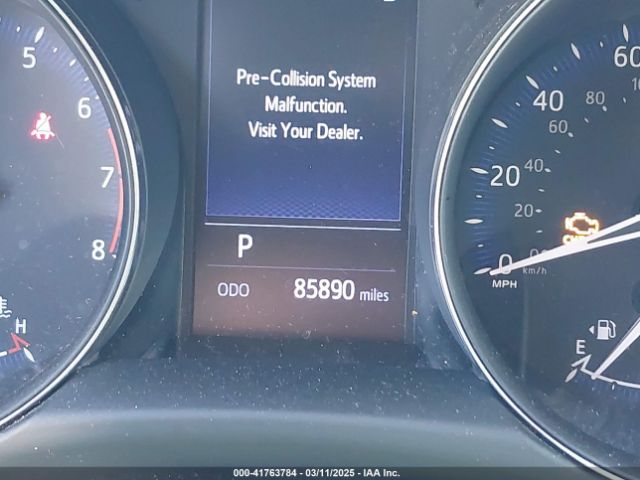 5
6
7
8
H
Pre-Collision System
Malfunction.
Visit Your Dealer.
P
ODO 85890 miles
60
40
80
60
20
40
20
0
km/h
MPH
E
000-41763784 - 03/11/2025 - IAA Inc.